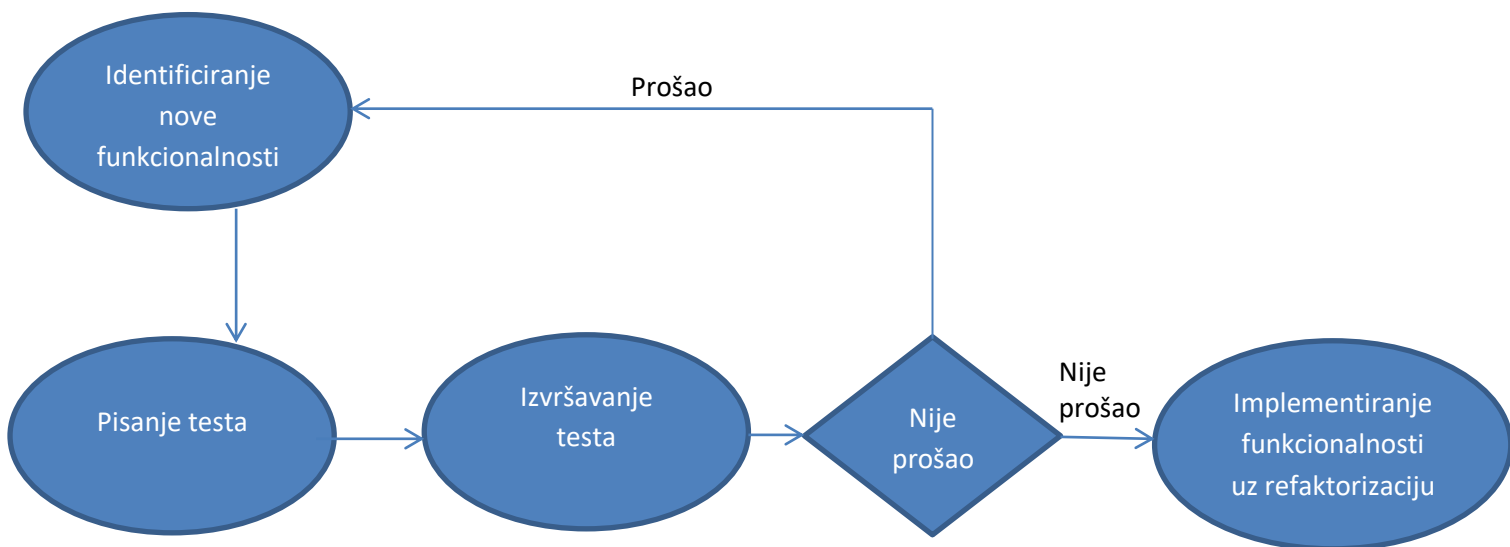 Identificiranje
nove
funkcionalnosti
Prošao
Pisanje testa
Izvršavanje
testa
Nije
prošao
Nije
prošao
Implementiranje
funkcionalnosti
uz refaktorizaciju